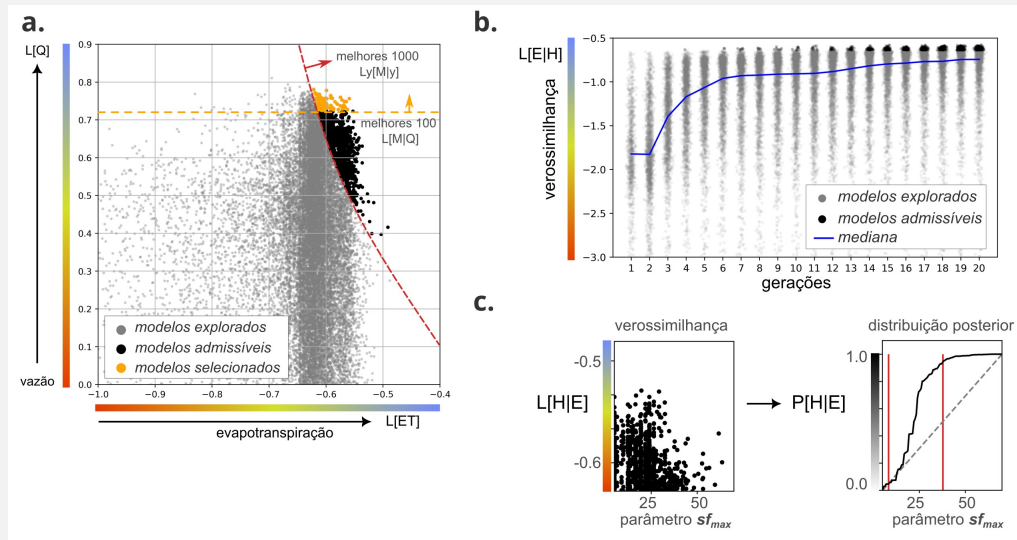 a.
L[Q]
0.9
0.8
0.7
0.6
0.5
0.4
0.3
0.2
0.1
0.0
vazão
melhores 1000
Ly[M|y]
melhores 100
L[M|Q]
modelos explorados
modelos admissíveis
modelos selecionados
−1.0 −0.9 −0.8 −0.7 −0.6 −0.5 −0.4
evapotranspiração
L[ET]
b.
L[E|H]
verossimilhança
−0.5
−1.0
−1.5
−2.0
−2.5
−3.0
modelos explorados
modelos admissíveis
mediana
1 2 3 4 5 6 7 8 9 10 11 12 13 14 15 16 17 18 19 20
gerações
c.
verossimilhança
-0.5
L[H|E]
-0.6
25 50
parâmetro sfmax
P[H|E]
distribuição posterior
1.0
0.0
25 50
parâmetro sfmax